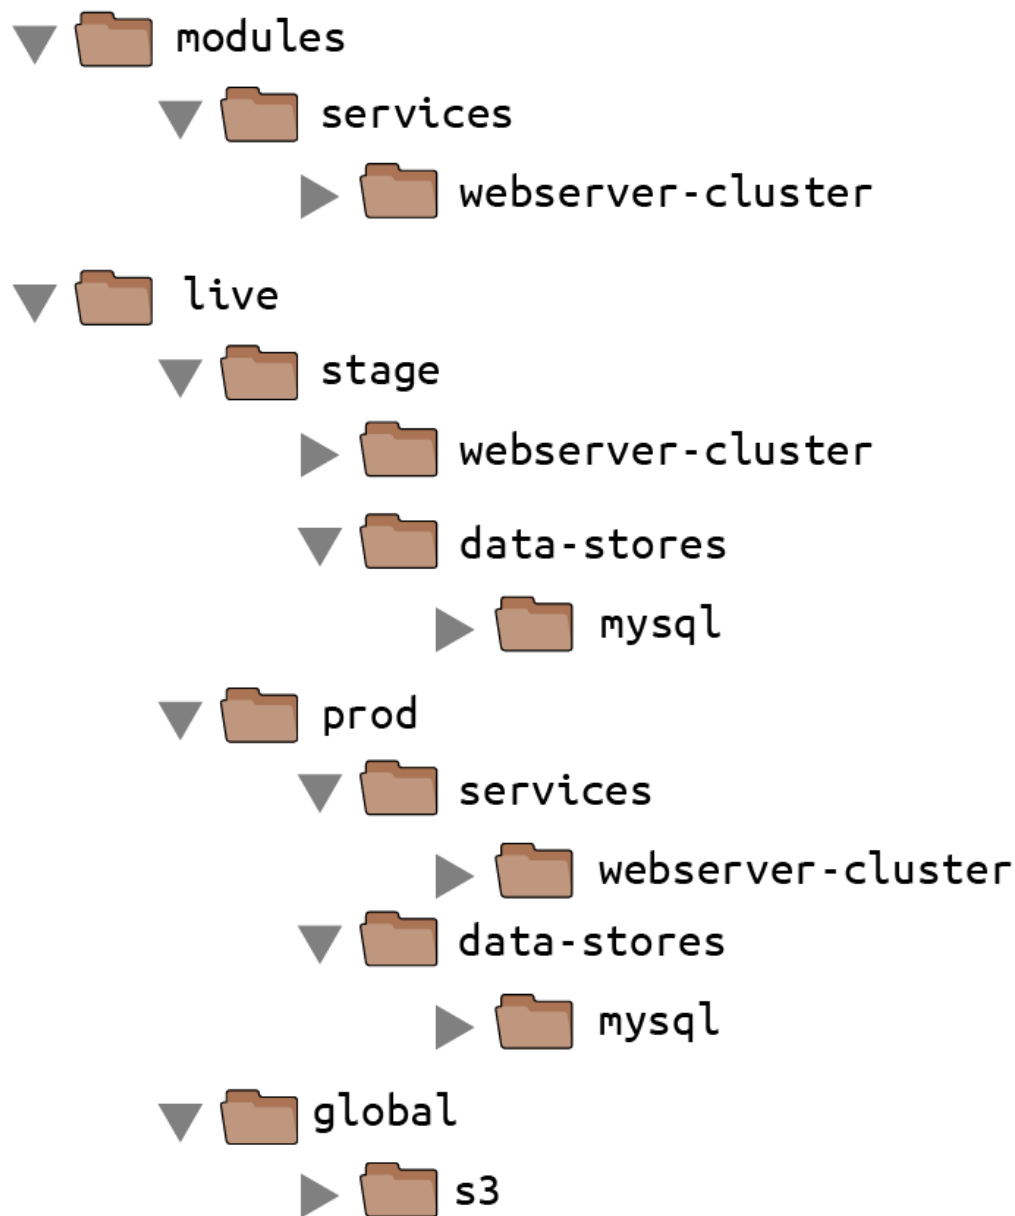 modules
services
webserver-cluster
live
stage
webserver-cluster
data-stores
mysql
prod
services
webserver-cluster
data-stores
mysql
global
s3